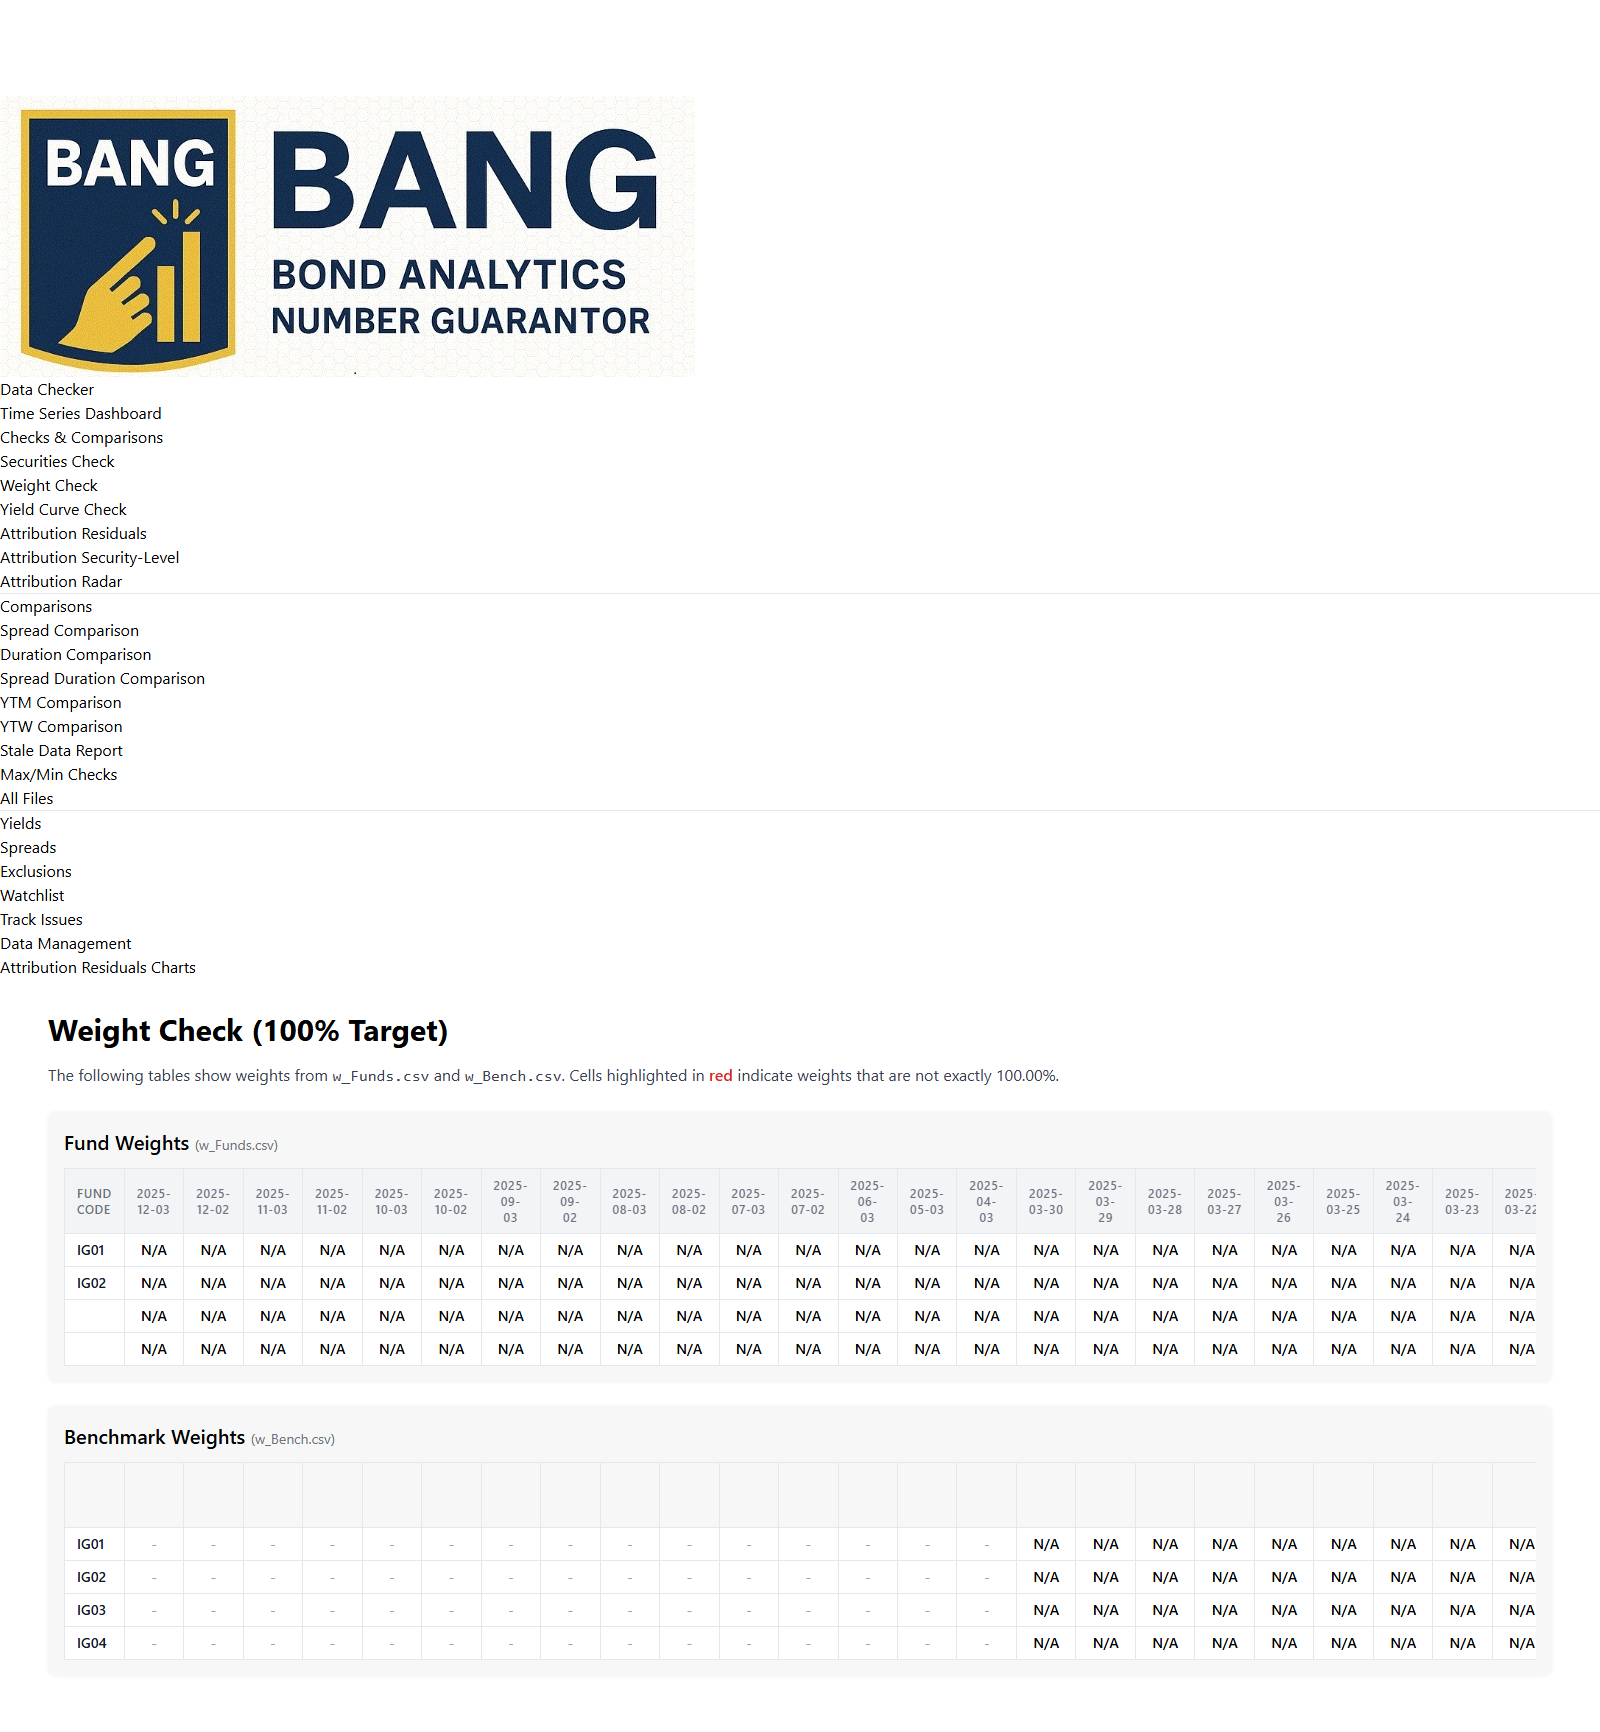 BANG
BANG
BOND ANALYTICS
NUMBER GUARANTOR
Data Checker
Time Series Dashboard
Checks & Comparisons
Securities Check
Weight Check
Yield Curve Check
Attribution Residuals
Attribution Security-Level
Attribution Radar
Comparisons
Spread Comparison
Duration Comparison
Spread Duration Comparison
YTM Comparison
YTW Comparison
Stale Data Report
Max/Min Checks
All Files
Yields
Spreads
Exclusions
Watchlist
Track Issues
Data Management
Attribution Residuals Charts
Weight Check (100% Target)
The following tables show weights from w_Funds.csv and w_Bench.csv. Cells highlighted in red indicate weights that are not exactly 100.00%.
Fund Weights (w_Funds.csv)
FUND CODE 2025-12-03 2025-12-02 2025-11-03 2025-11-02 2025-10-03 2025-10-02 2025-09-03 2025-09-02 2025-08-03 2025-08-02 2025-07-03 2025-07-02 2025-06-03 2025-05-03 2025-04-03 2025-03-30 2025-03-29 2025-03-28 2025-03-27 2025-03-26 2025-03-25 2025-03-24 2025-03-23 2025-03-22
IG01 N/A N/A N/A N/A N/A N/A N/A N/A N/A N/A N/A N/A N/A N/A N/A N/A N/A N/A N/A N/A N/A N/A N/A N/A
IG02 N/A N/A N/A N/A N/A N/A N/A N/A N/A N/A N/A N/A N/A N/A N/A N/A N/A N/A N/A N/A N/A N/A N/A N/A
N/A N/A N/A N/A N/A N/A N/A N/A N/A N/A N/A N/A N/A N/A N/A N/A N/A N/A N/A N/A N/A N/A N/A N/A
N/A N/A N/A N/A N/A N/A N/A N/A N/A N/A N/A N/A N/A N/A N/A N/A N/A N/A N/A N/A N/A N/A N/A N/A
Benchmark Weights (w_Bench.csv)
IG01 - - - - - - - - - - - - - - - N/A N/A N/A N/A N/A N/A N/A N/A N/A
IG02 - - - - - - - - - - - - - - - N/A N/A N/A N/A N/A N/A N/A N/A N/A
IG03 - - - - - - - - - - - - - - - N/A N/A N/A N/A N/A N/A N/A N/A N/A
IG04 - - - - - - - - - - - - - - - N/A N/A N/A N/A N/A N/A N/A N/A N/A